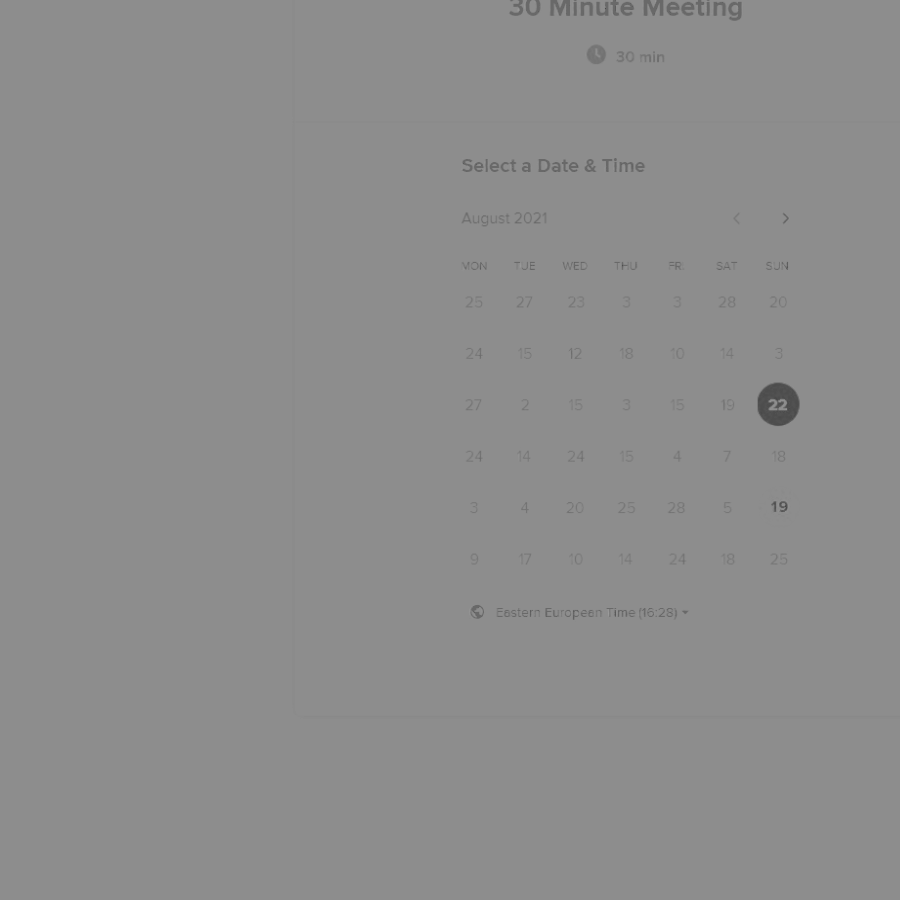 30 Minute Meeting
30 min
Select a Date & Time
August 2021
MON TUE WED THU FRI SAT SUN
25 27 23 3 3 28 20
24 15 12 18 10 14 3
27 2 15 3 15 19 22
24 14 24 15 4 7 18
3 4 20 25 28 5 19
9 17 10 14 24 18 25
Eastern European Time (16:28)